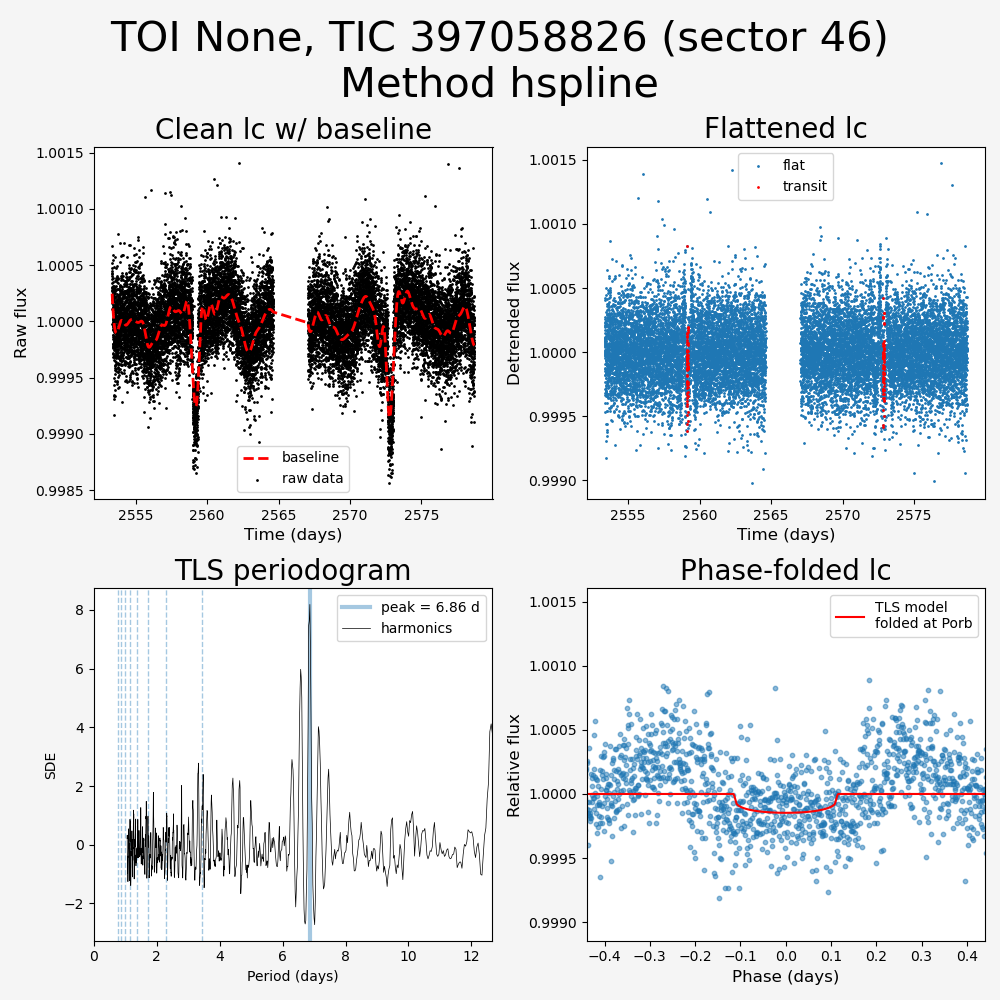 TOI None, TIC 397058826 (sector 46)
Method hspline
Clean lc w/ baseline
Raw flux
1.0015
1.0010
1.0005
1.0000
0.9995
0.9990
0.9985
baseline
raw data
2555
2560
2565
2570
2575
Time (days)
Flattened lc
Detrended flux
1.0015
1.0010
1.0005
1.0000
0.9995
0.9990
flat
transit
2555
2560
2565
2570
2575
Time (days)
TLS periodogram
SDE
8
6
4
2
0
−2
peak = 6.86 d
harmonics
0
2
4
6
8
10
12
Period (days)
Phase-folded lc
Relative flux
1.0015
1.0010
1.0005
1.0000
0.9995
0.9990
TLS model
folded at Porb
−0.4
−0.3
−0.2
−0.1
0.0
0.1
0.2
0.3
0.4
Phase (days)